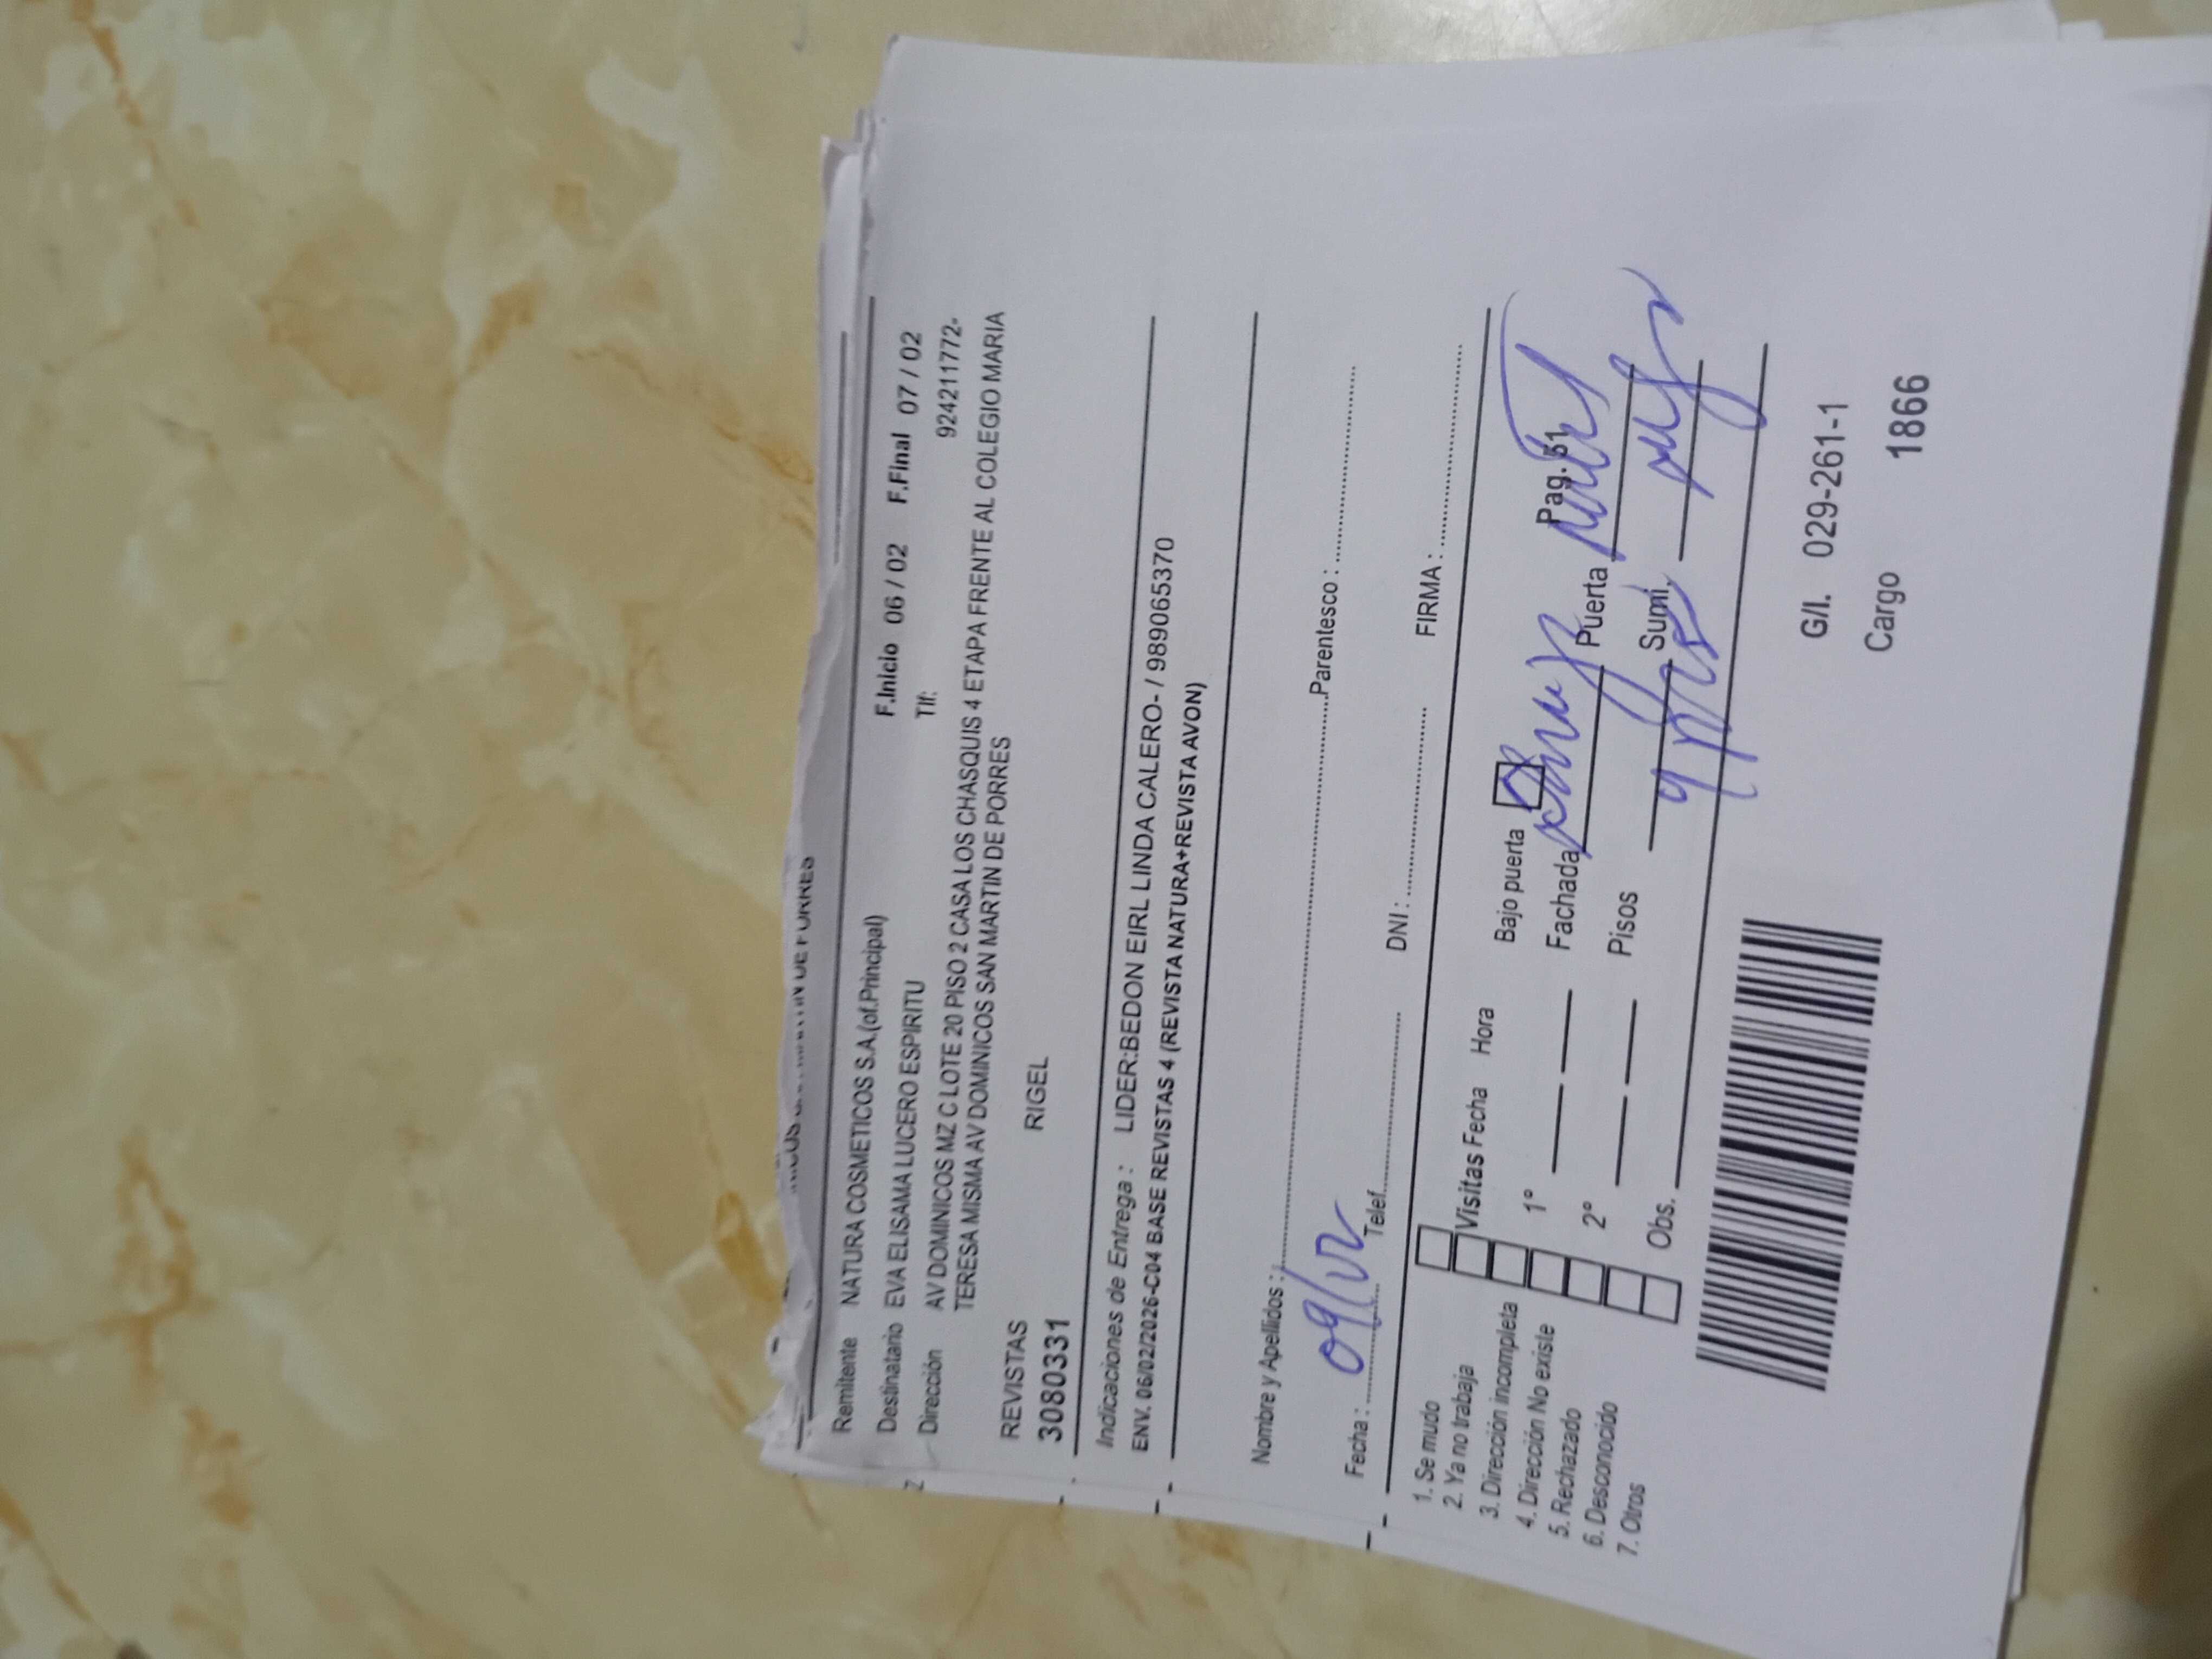 Remitente NATURA COSMETICOS S.A.(of.Principal)
Destinatario EVA ELISAMA LUCERO ESPIRITU F.Inicio 06 / 02 F.Final 07 / 02
Dirección AV DOMINICOS MZ C LOTE 20 PISO 2 CASA LOS CHASQUIS 4 ETAPA FRENTE AL COLEGIO MARIA
Tlf: 924211772-
TERESA MISMA AV DOMINICOS SAN MARTIN DE PORRES
REVISTAS RIGEL
3080331
Indicaciones de Entrega : LIDER:BEDON EIRL LINDA CALERO- / 989065370
ENV. 06/02/2026-C04 BASE REVISTAS 4 (REVISTA NATURA+REVISTA AVON)
Nombre y Apellidos : Parentesco :
Fecha : 09/02 Telef. DNI : FIRMA :
1. Se mudo
2. Ya no trabaja
3. Dirección incompleta
4. Dirección No existe
5. Rechazado
6. Desconocido
7. Otros
Visitas Fecha Hora Bajo puerta Pag. 51
1° Fachada Puerta
2° Pisos Sumi.
Obs.
G/I. 029-261-1
Cargo 1866